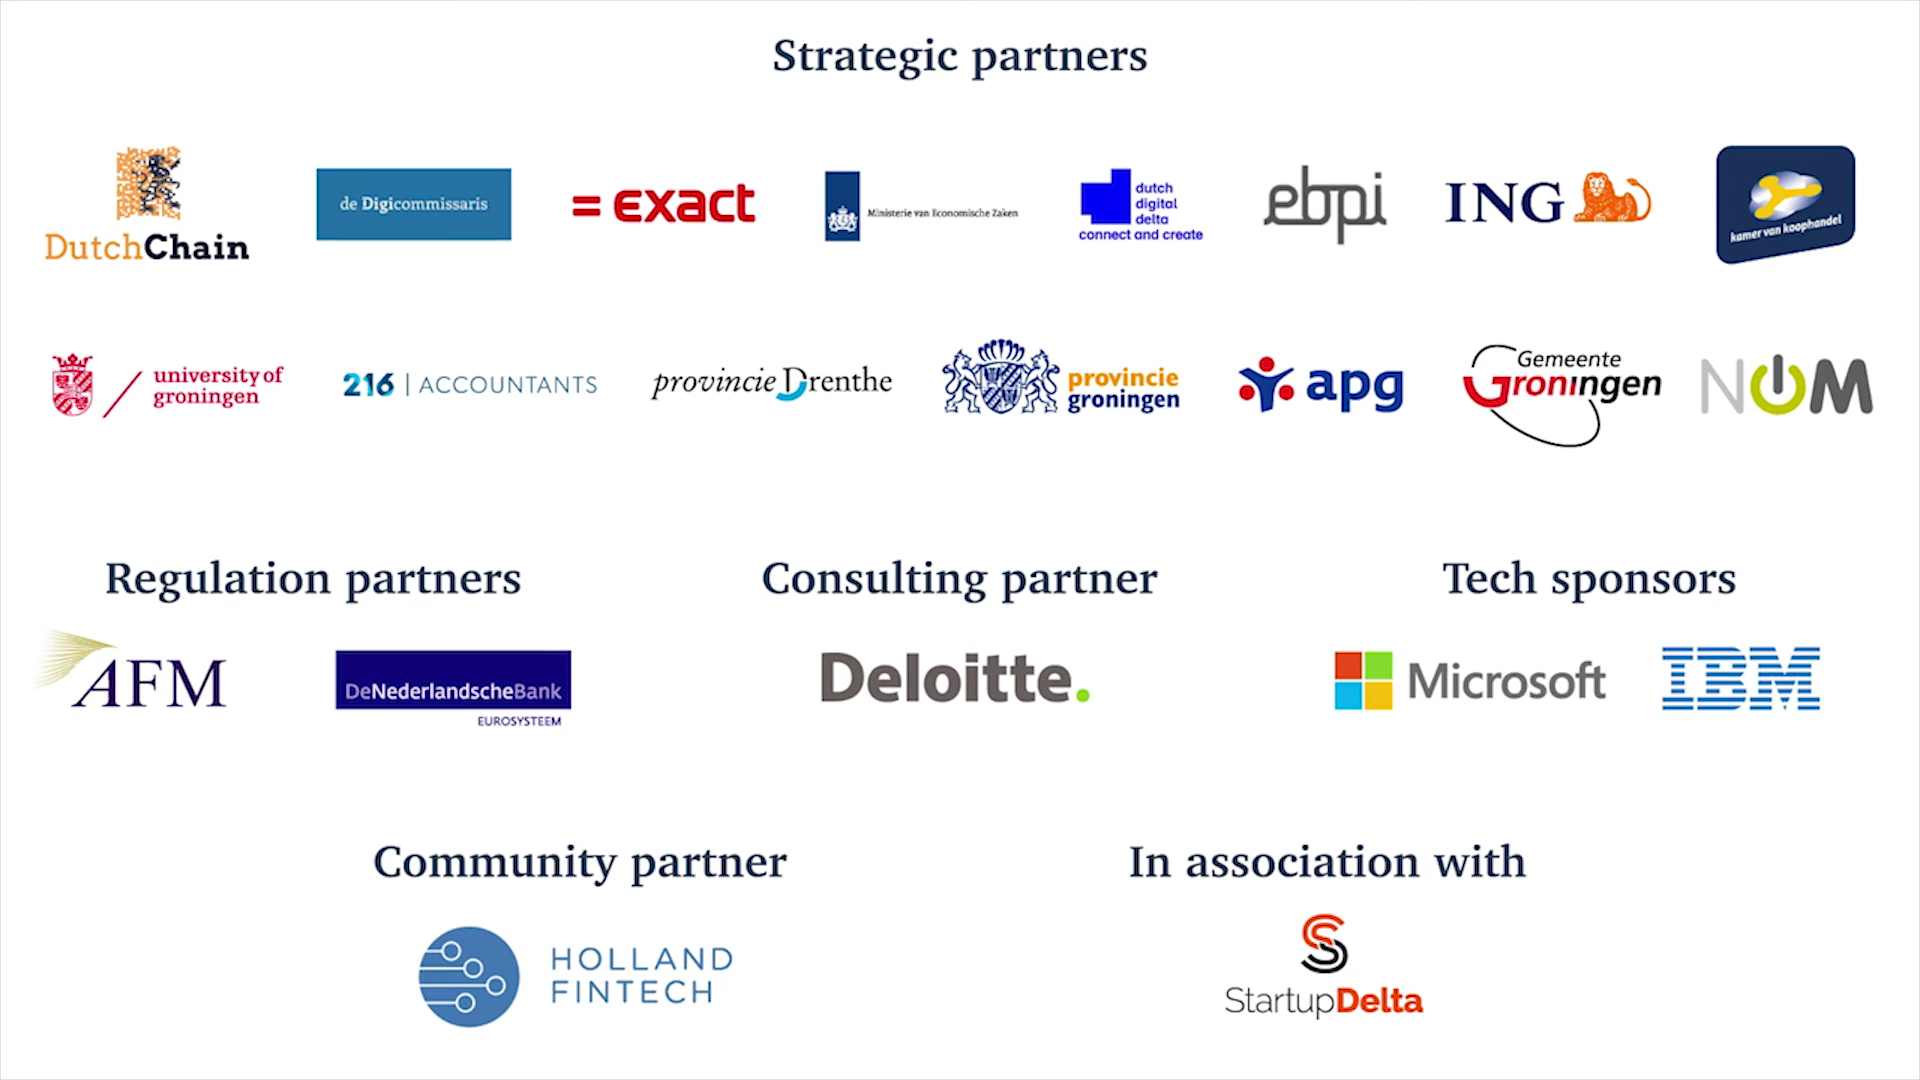 Strategic partners
DutchChain
de Digicommissaris
= exact
Ministerie van Economische Zaken
dutch
digital
delta
connect and create
ebpi
ING
kamer van koophandel
university of
groningen
216 | ACCOUNTANTS
provincie Drenthe
provincie
groningen
apg
Gemeente
Groningen
NOM
Regulation partners
Consulting partner
Tech sponsors
AFM
DeNederlandscheBank
EUROSYSTEEM
Deloitte.
Microsoft
IBM
Community partner
In association with
HOLLAND
FINTECH
StartupDelta